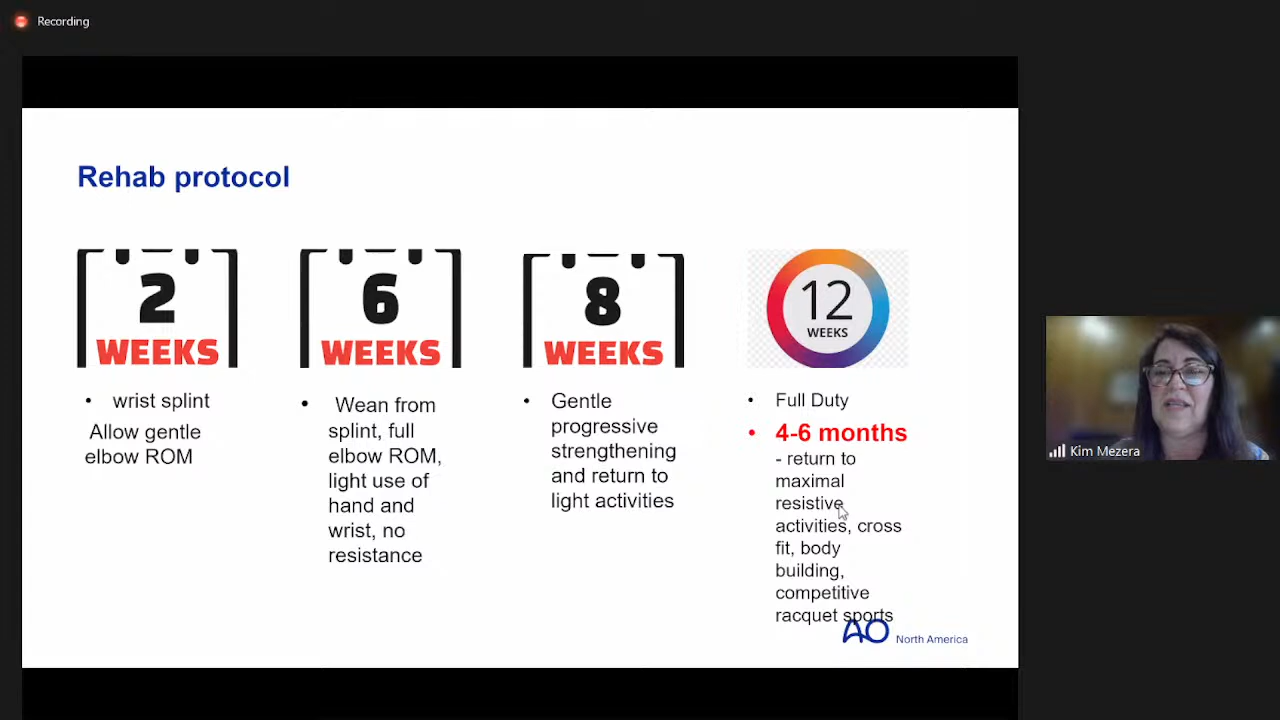 Recording
Rehab protocol
2
WEEKS
6
WEEKS
8
WEEKS
12
WEEKS
• wrist splint
Allow gentle
elbow ROM
• Wean from
splint, full
elbow ROM,
light use of
hand and
wrist, no
resistance
• Gentle
progressive
strengthening
and return to
light activities
• Full Duty
• 4-6 months
- return to
maximal
resistive
activities, cross
fit, body
building,
competitive
racquet sports
AO North America
Kim Mezera